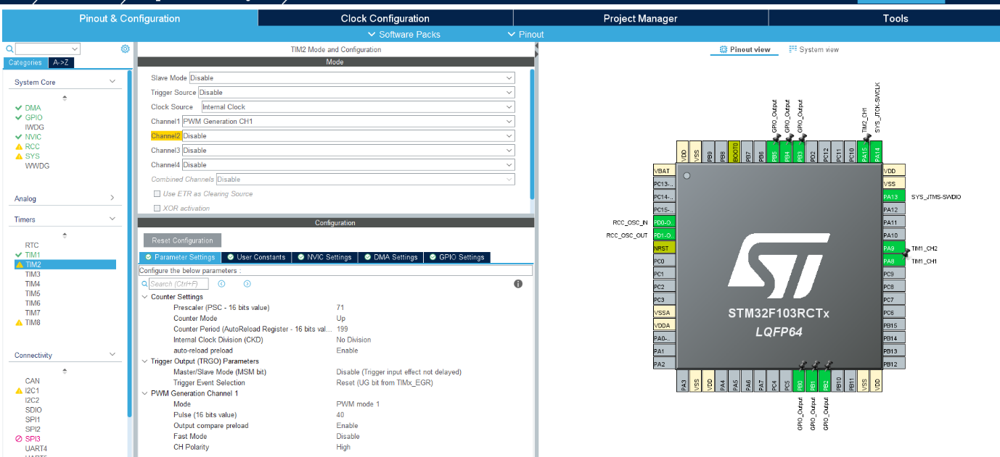 Pinout & Configuration
Clock Configuration
Project Manager
Tools
Software Packs
Pinout
Categories
A->Z
System Core
DMA
GPIO
IWDG
NVIC
RCC
SYS
WWDG
Analog
Timers
RTC
TIM1
TIM2
TIM3
TIM4
TIM5
TIM6
TIM7
TIM8
Connectivity
CAN
I2C1
I2C2
SDIO
SPI1
SPI2
SPI3
UART4
TIM2 Mode and Configuration
Mode
Slave Mode Disable
Trigger Source Disable
Clock Source Internal Clock
Channel1 PWM Generation CH1
Channel2 Disable
Channel3 Disable
Channel4 Disable
Combined Channels Disable
Use ETR as Clearing Source
XOR activation
Configuration
Reset Configuration
Parameter Settings
User Constants
NVIC Settings
DMA Settings
GPIO Settings
Configure the below parameters :
Search (Ctrl+F)
Counter Settings
Prescaler (PSC - 16 bits value) 71
Counter Mode Up
Counter Period (AutoReload Register - 16 bits val... 199
Internal Clock Division (CKD) No Division
auto-reload preload Enable
Trigger Output (TRGO) Parameters
Master/Slave Mode (MSM bit) Disable (Trigger input effect not delayed)
Trigger Event Selection Reset (UG bit from TIMx_EGR)
PWM Generation Channel 1
Mode PWM mode 1
Pulse (16 bits value) 40
Output compare preload Enable
Fast Mode Disable
CH Polarity High
Pinout view
System view
GPIO_Output
GPIO_Output
GPIO_Output
TIM2_CH1
SYS_JTCK-SWCLK
VDD
VSS
PB9
PB8
BOOT0
PB7
PB6
PB5
PB4
PB3
PD2
PC12
PC11
PC10
PA15
PA14
VBAT
PC13-..
PC14-..
PC15-..
RCC_OSC_IN PD0-O..
RCC_OSC_OUT PD1-O..
NRST
PC0
PC1
PC2
PC3
VSSA
VDDA
PA0-..
PA1
PA2
STM32F103RCTx
LQFP64
VDD
VSS
PA13 SYS_JTMS-SWDIO
PA12
PA11
PA10
PA9 TIM1_CH2
PA8 TIM1_CH1
PC9
PC8
PC7
PC6
PB15
PB14
PB13
PB12
PA3
VSS
VDD
PA4
PA5
PA6
PA7
PC4
PC5
PB0
PB1
PB2
PB10
PB11
VSS
VDD
GPIO_Output
GPIO_Output
GPIO_Output